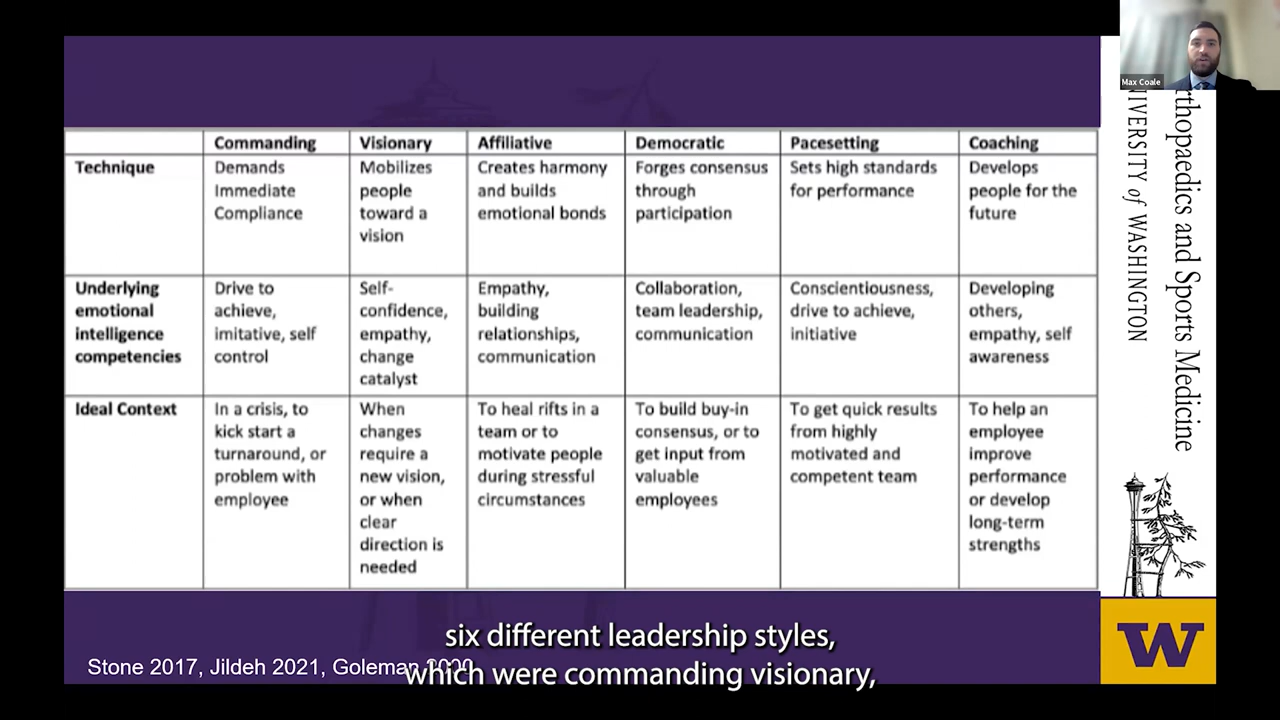 Max Coale
Commanding
Visionary
Affiliative
Democratic
Pacesetting
Coaching
Technique
Demands
Immediate
Compliance
Mobilizes
people
toward a
vision
Creates harmony
and builds
emotional bonds
Forges consensus
through
participation
Sets high standards
for performance
Develops
people for the
future
Underlying
emotional
intelligence
competencies
Drive to
achieve,
imitative, self
control
Self-
confidence,
empathy,
change
catalyst
Empathy,
building
relationships,
communication
Collaboration,
team leadership,
communication
Conscientiousness,
drive to achieve,
initiative
Developing
others,
empathy, self
awareness
Ideal Context
In a crisis, to
kick start a
turnaround, or
problem with
employee
When
changes
require a
new vision,
or when
clear
direction is
needed
To heal rifts in a
team or to
motivate people
during stressful
circumstances
To build buy-in
consensus, or to
get input from
valuable
employees
To get quick results
from highly
motivated and
competent team
To help an
employee
improve
performance
or develop
long-term
strengths
rthopaedics and Sports Medicine
NIVERSITY of WASHINGTON
W
Stone 2017, Jildeh 2021, Goleman
six different leadership styles,
which were commanding visionary,